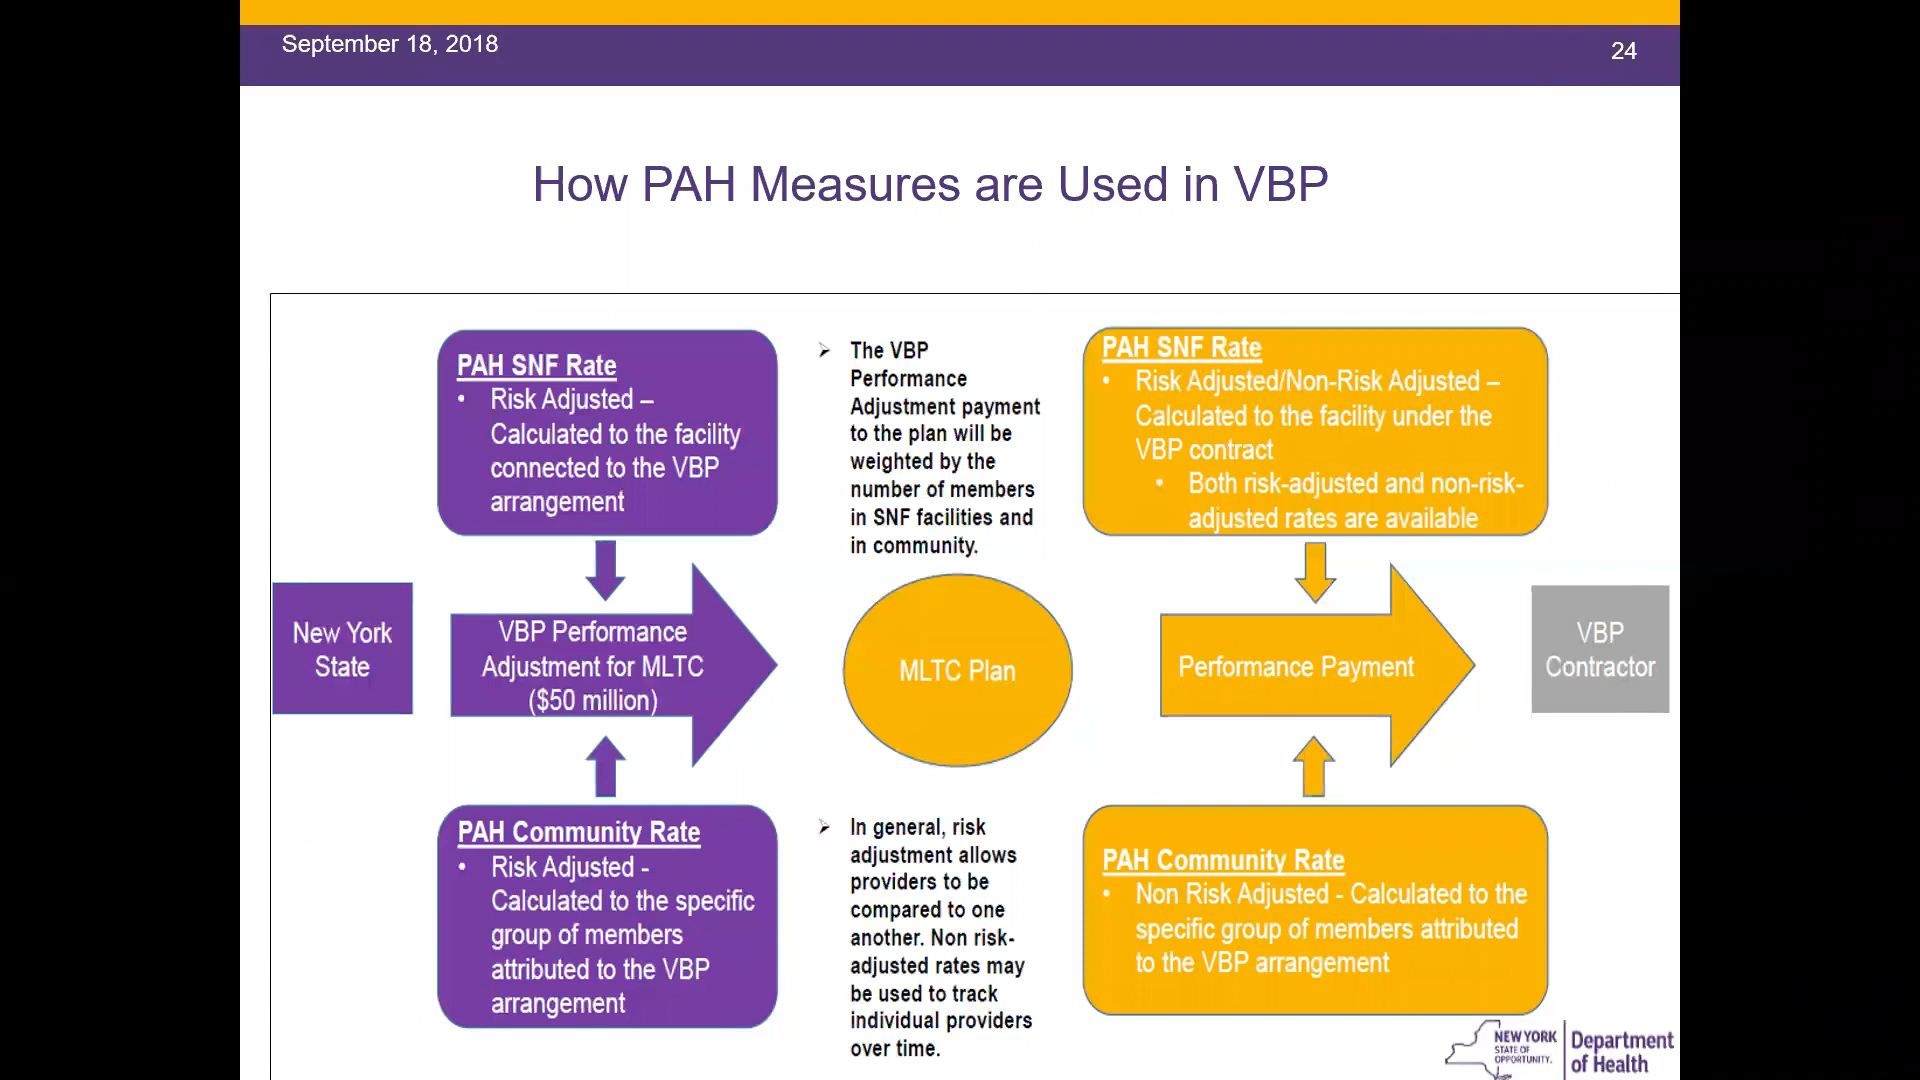 September 18, 2018
24
How PAH Measures are Used in VBP
PAH SNF Rate
• Risk Adjusted –
Calculated to the facility
connected to the VBP
arrangement
➢ The VBP
Performance
Adjustment payment
to the plan will be
weighted by the
number of members
in SNF facilities and
in community.
PAH SNF Rate
• Risk Adjusted/Non-Risk Adjusted –
Calculated to the facility under the
VBP contract
• Both risk-adjusted and non-risk-
adjusted rates are available
New York
State
VBP Performance
Adjustment for MLTC
($50 million)
MLTC Plan
Performance Payment
VBP
Contractor
PAH Community Rate
• Risk Adjusted -
Calculated to the specific
group of members
attributed to the VBP
arrangement
➢ In general, risk
adjustment allows
providers to be
compared to one
another. Non risk-
adjusted rates may
be used to track
individual providers
over time.
PAH Community Rate
• Non Risk Adjusted - Calculated to the
specific group of members attributed
to the VBP arrangement
NEW YORK
STATE OF
OPPORTUNITY.
Department
of Health